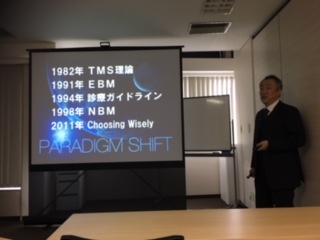 1982年 TMS理論
1991年 EBM
1994年 診療ガイドライン
1998年 NBM
2011年 Choosing Wisely
PARADIGM SHIFT